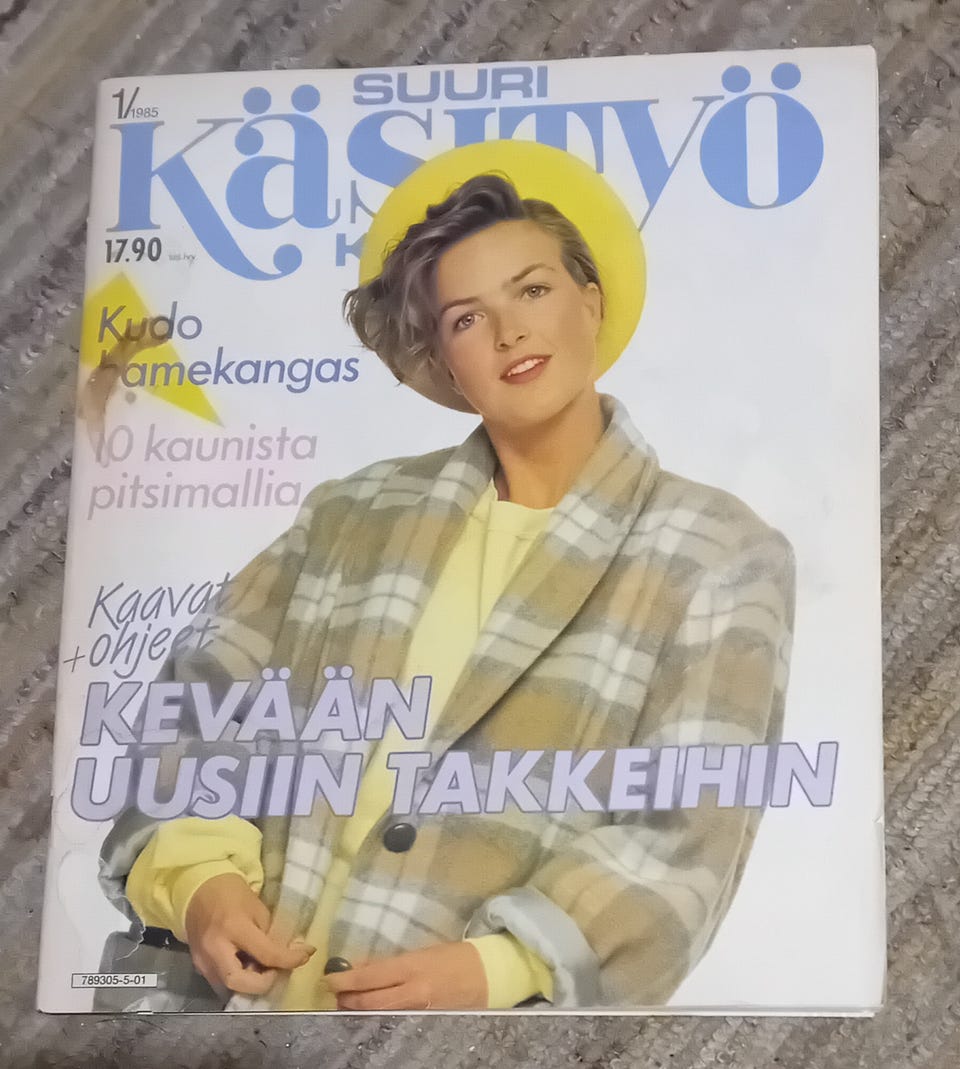 1/1985
SUURI
Käsityö
17.90
Kudo
hamekangas
10 kaunista
pitsimallia
Kaavat
+ohjeet
KEVÄÄN
UUSIIN TAKKEIHIN
789305-5-01